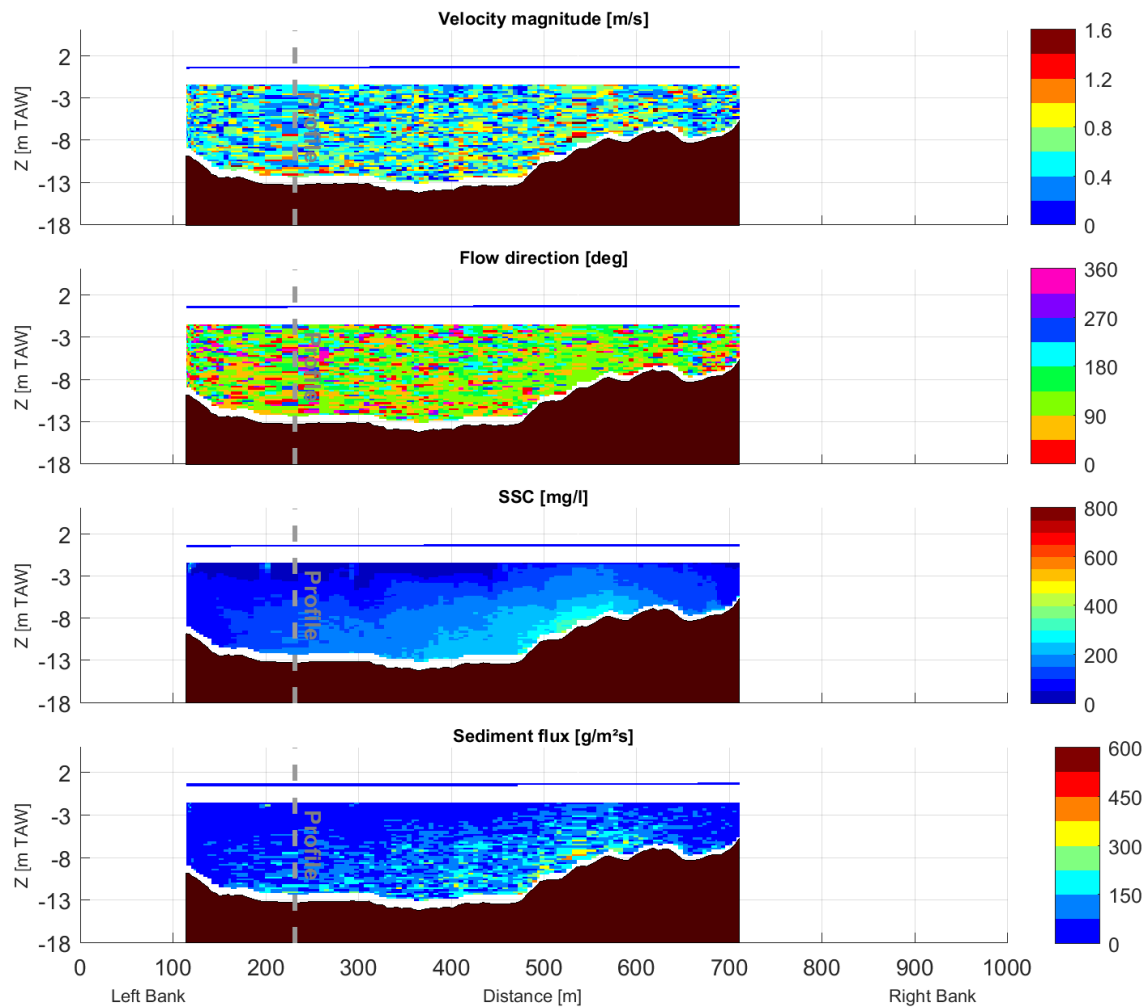 Velocity magnitude [m/s]
Z [m TAW]
2
-3
-8
-13
-18
Profile
1.6
1.2
0.8
0.4
0
Flow direction [deg]
Z [m TAW]
2
-3
-8
-13
-18
Profile
360
270
180
90
0
SSC [mg/l]
Z [m TAW]
2
-3
-8
-13
-18
Profile
800
600
400
200
0
Sediment flux [g/m²s]
Z [m TAW]
2
-3
-8
-13
-18
Profile
600
450
300
150
0
0 100 200 300 400 500 600 700 800 900 1000
Left Bank Distance [m] Right Bank